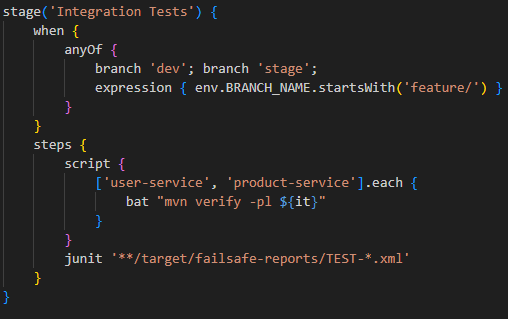 stage('Integration Tests') {
    when {
        anyOf {
            branch 'dev'; branch 'stage';
            expression { env.BRANCH_NAME.startsWith('feature/') }
        }
    }
    steps {
        script {
            ['user-service', 'product-service'].each {
                bat "mvn verify -pl ${it}"
            }
        }
        junit '**/target/failsafe-reports/TEST-*.xml'
    }
}